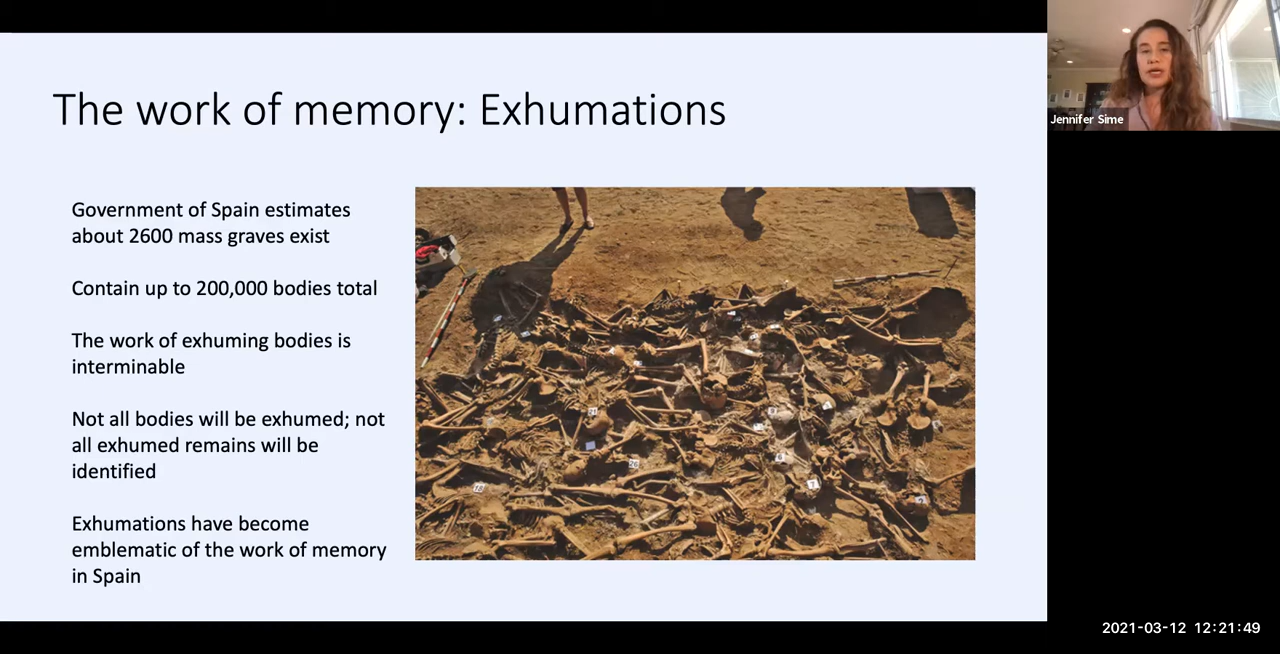 The work of memory: Exhumations
Jennifer Sime
Government of Spain estimates
about 2600 mass graves exist
Contain up to 200,000 bodies total
The work of exhuming bodies is
interminable
Not all bodies will be exhumed; not
all exhumed remains will be
identified
Exhumations have become
emblematic of the work of memory
in Spain
2021-03-12 12:21:49